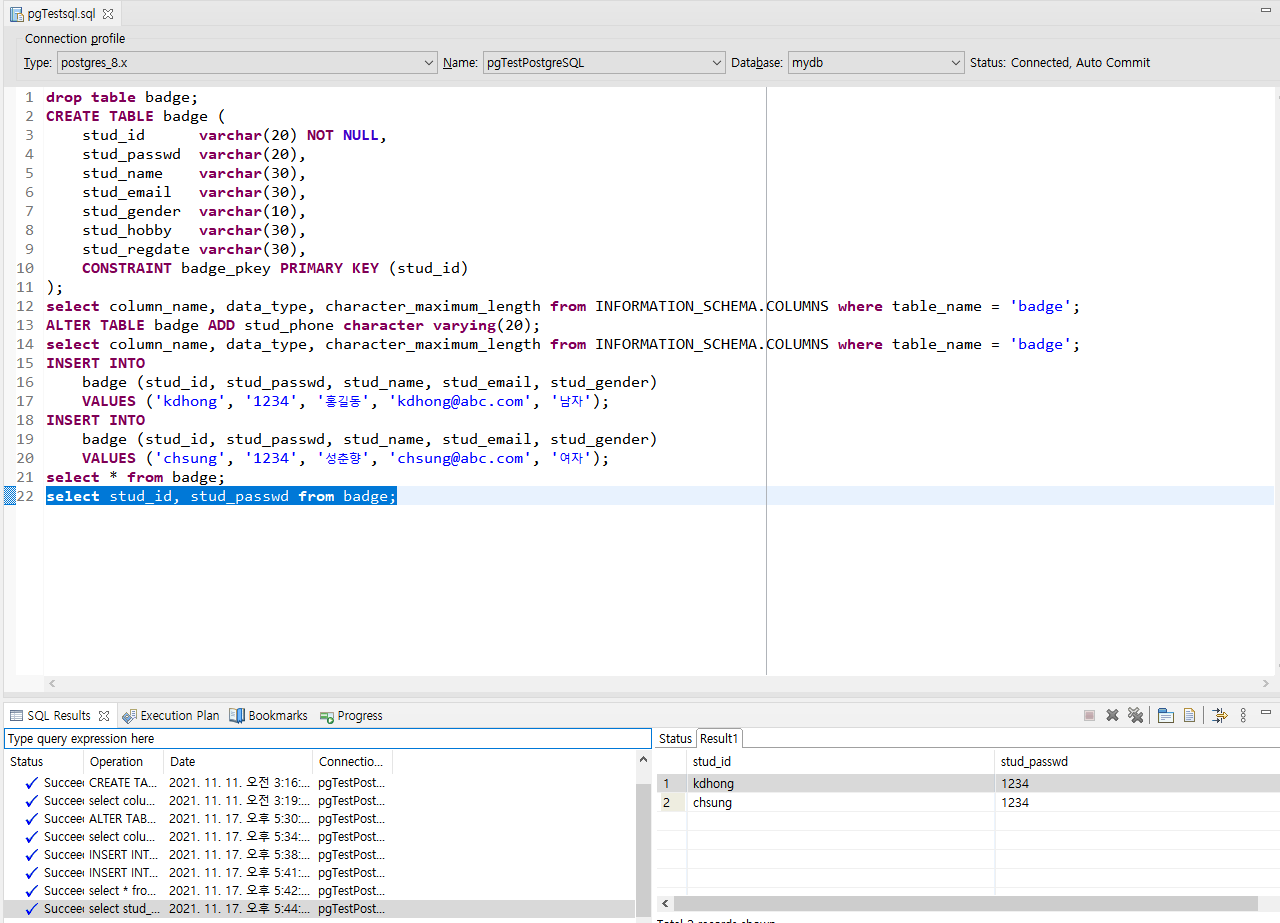 pgTestsql.sql
Connection profile
Type: postgres_8.x Name: pgTestPostgreSQL Database: mydb Status: Connected, Auto Commit
1 drop table badge;
2 CREATE TABLE badge (
3 stud_id varchar(20) NOT NULL,
4 stud_passwd varchar(20),
5 stud_name varchar(30),
6 stud_email varchar(30),
7 stud_gender varchar(10),
8 stud_hobby varchar(30),
9 stud_regdate varchar(30),
10 CONSTRAINT badge_pkey PRIMARY KEY (stud_id)
11 );
12 select column_name, data_type, character_maximum_length from INFORMATION_SCHEMA.COLUMNS where table_name = 'badge';
13 ALTER TABLE badge ADD stud_phone character varying(20);
14 select column_name, data_type, character_maximum_length from INFORMATION_SCHEMA.COLUMNS where table_name = 'badge';
15 INSERT INTO
16 badge (stud_id, stud_passwd, stud_name, stud_email, stud_gender)
17 VALUES ('kdhong', '1234', '홍길동', 'kdhong@abc.com', '남자');
18 INSERT INTO
19 badge (stud_id, stud_passwd, stud_name, stud_email, stud_gender)
20 VALUES ('chsung', '1234', '성춘향', 'chsung@abc.com', '여자');
21 select * from badge;
22 select stud_id, stud_passwd from badge;
SQL Results Execution Plan Bookmarks Progress
Type query expression here
Status Operation Date Connectio...
Succee CREATE TA... 2021. 11. 11. 오전 3:16:... pgTestPost...
Succee select colu... 2021. 11. 11. 오전 3:19:... pgTestPost...
Succee ALTER TAB... 2021. 11. 17. 오후 5:30:... pgTestPost...
Succee select colu... 2021. 11. 17. 오후 5:34:... pgTestPost...
Succee INSERT INT... 2021. 11. 17. 오후 5:38:... pgTestPost...
Succee INSERT INT... 2021. 11. 17. 오후 5:41:... pgTestPost...
Succee select * fro... 2021. 11. 17. 오후 5:42:... pgTestPost...
Succee select stud_... 2021. 11. 17. 오후 5:44:... pgTestPost...
Status Result1
stud_id stud_passwd
1 kdhong 1234
2 chsung 1234